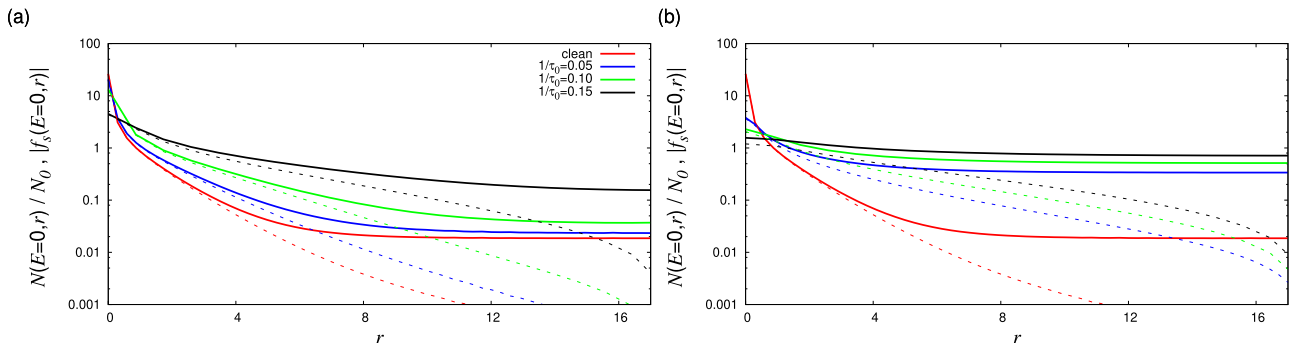 (a)
N(E=0,r) / N₀ , |fₛ(E=0,r)|
100
10
1
0.1
0.01
0.001
0
4
8
12
16
r
clean
1/τ₀=0.05
1/τ₀=0.10
1/τ₀=0.15
(b)
N(E=0,r) / N₀ , |fₛ(E=0,r)|
100
10
1
0.1
0.01
0.001
0
4
8
12
16
r